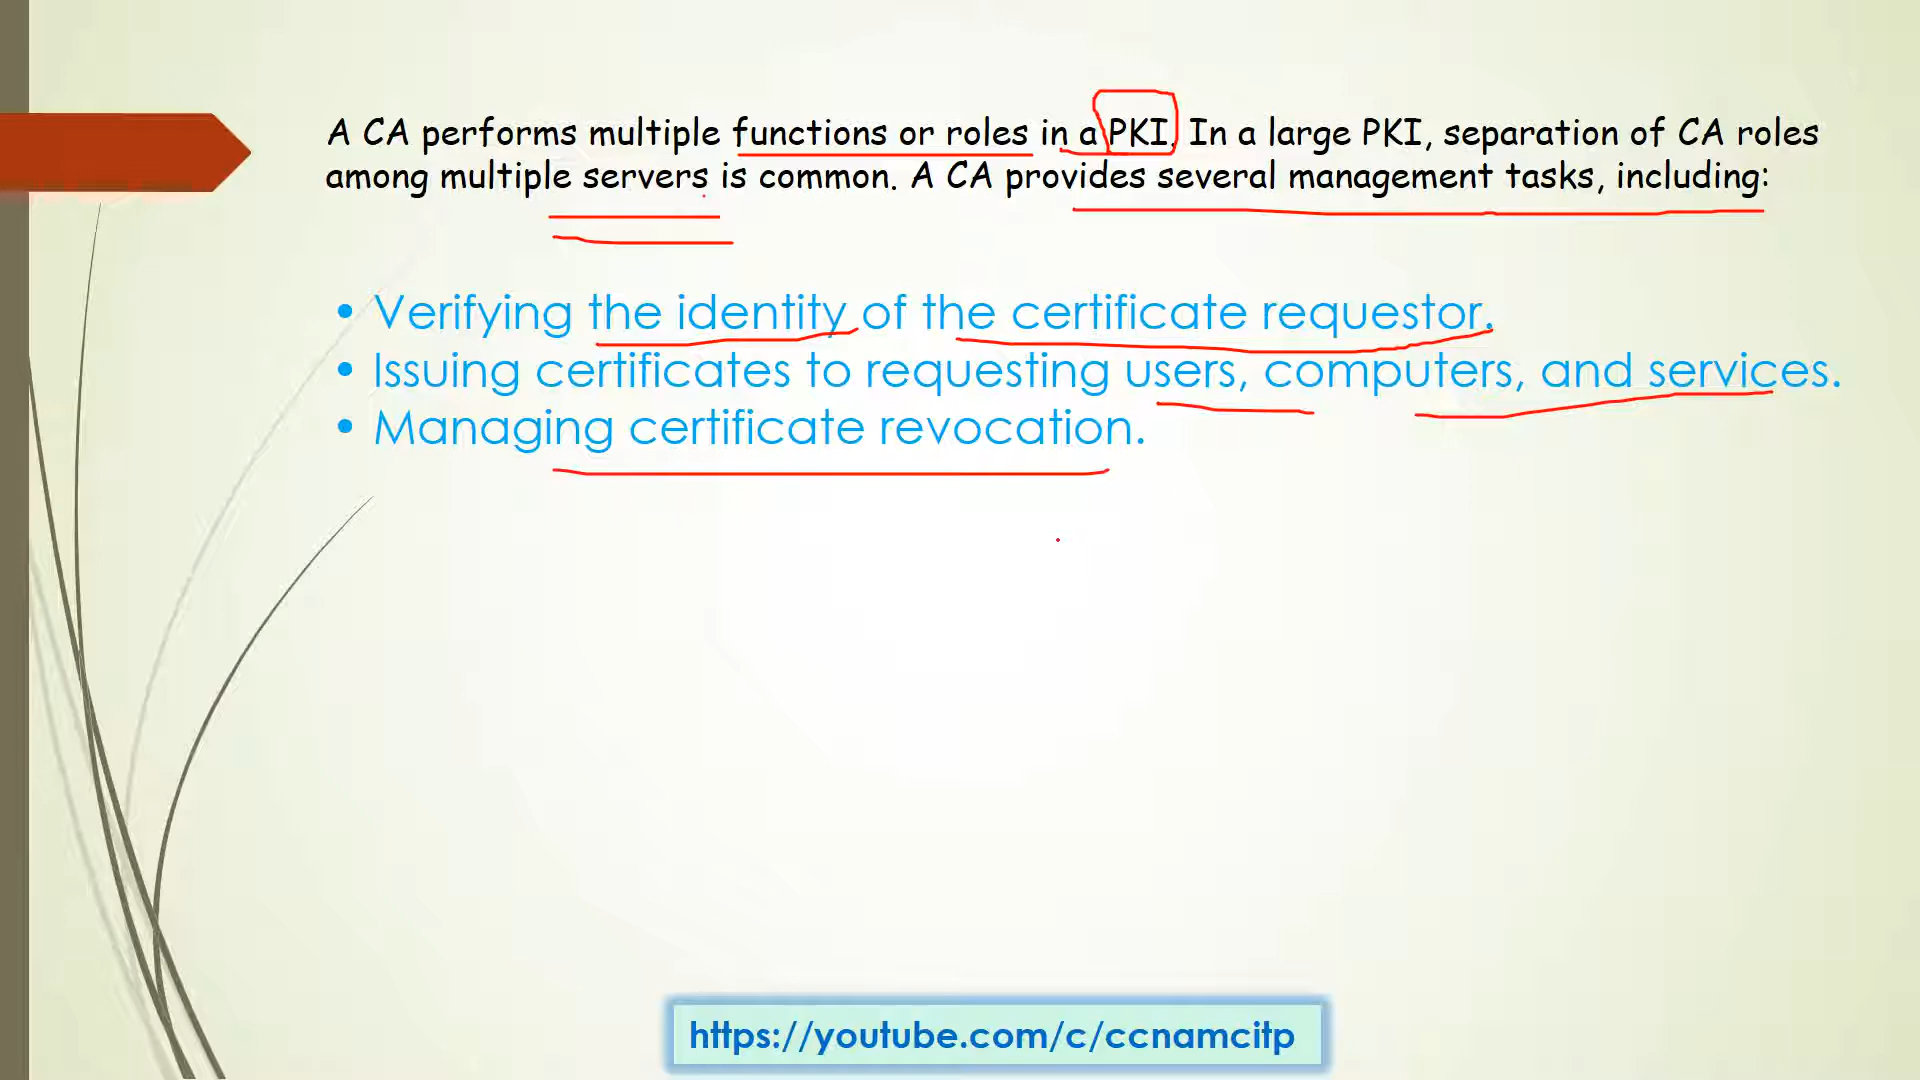 A CA performs multiple functions or roles in a PKI. In a large PKI, separation of CA roles
among multiple servers is common. A CA provides several management tasks, including:
• Verifying the identity of the certificate requestor.
• Issuing certificates to requesting users, computers, and services.
• Managing certificate revocation.
https://youtube.com/c/ccnamcitp